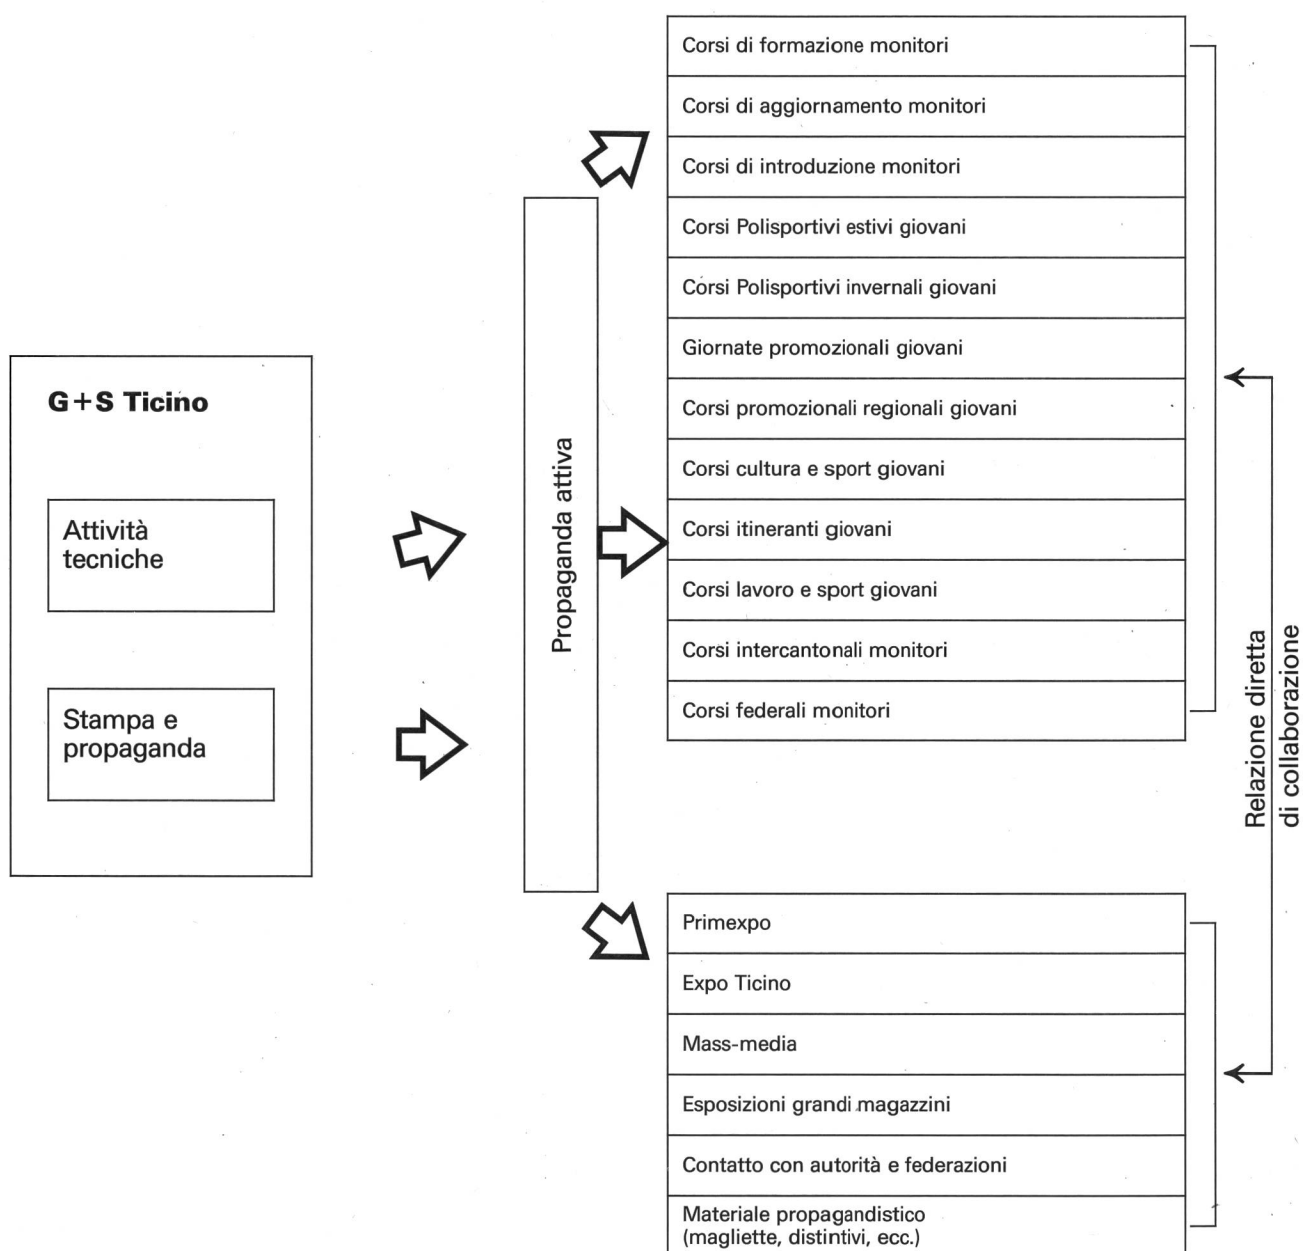 G+S Ticino
Attività
tecniche
Stampa e
propaganda
Propaganda attiva
Corsi di formazione monitori
Corsi di aggiornamento monitori
Corsi di introduzione monitori
Corsi Polisportivi estivi giovani
Corsi Polisportivi invernali giovani
Giornate promozionali giovani
Corsi promozionali regionali giovani
Corsi cultura e sport giovani
Corsi itineranti giovani
Corsi lavoro e sport giovani
Corsi intercantonali monitori
Corsi federali monitori
Primexpo
Expo Ticino
Mass-media
Esposizioni grandi magazzini
Contatto con autorità e federazioni
Materiale propagandistico
(magliette, distintivi, ecc.)
Relazione diretta
di collaborazione